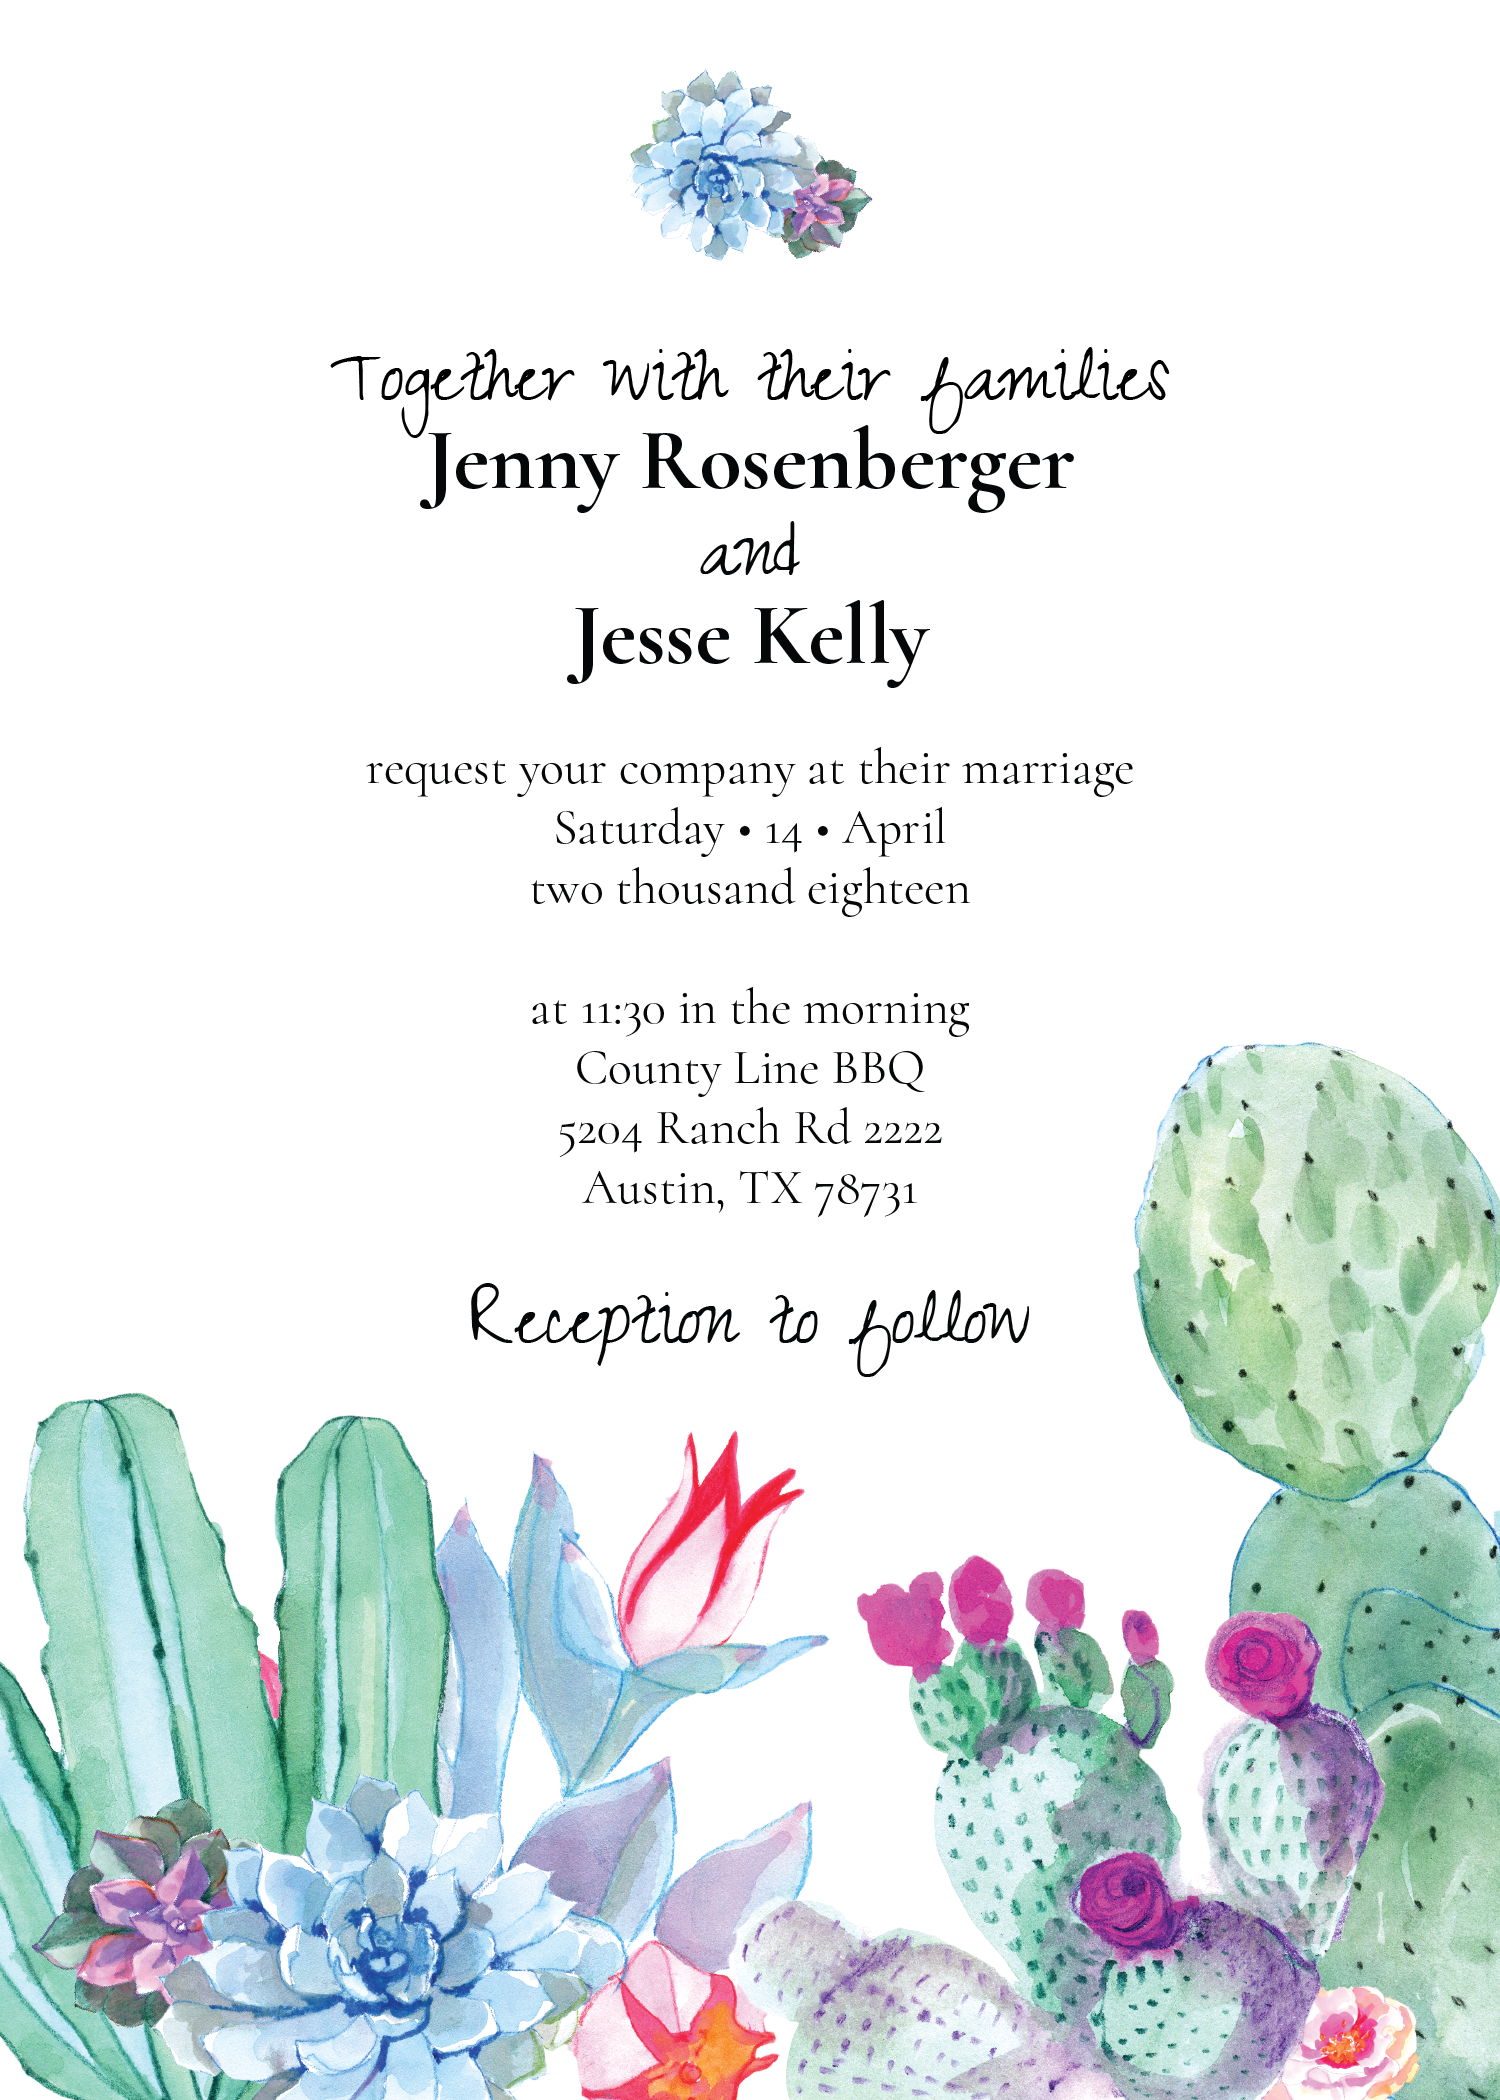 Together with their families
Jenny Rosenberger
and
Jesse Kelly
request your company at their marriage
Saturday • 14 • April
two thousand eighteen
at 11:30 in the morning
County Line BBQ
5204 Ranch Rd 2222
Austin, TX 78731
Reception to follow